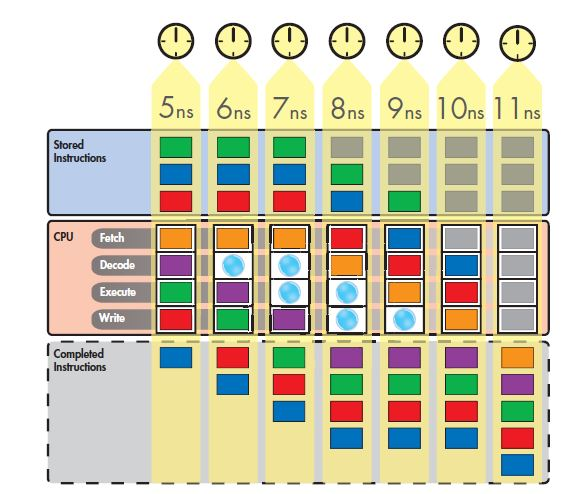 5ns 6ns 7ns 8ns 9ns 10ns 11ns
Stored
Instructions
CPU
Fetch
Decode
Execute
Write
Completed
Instructions